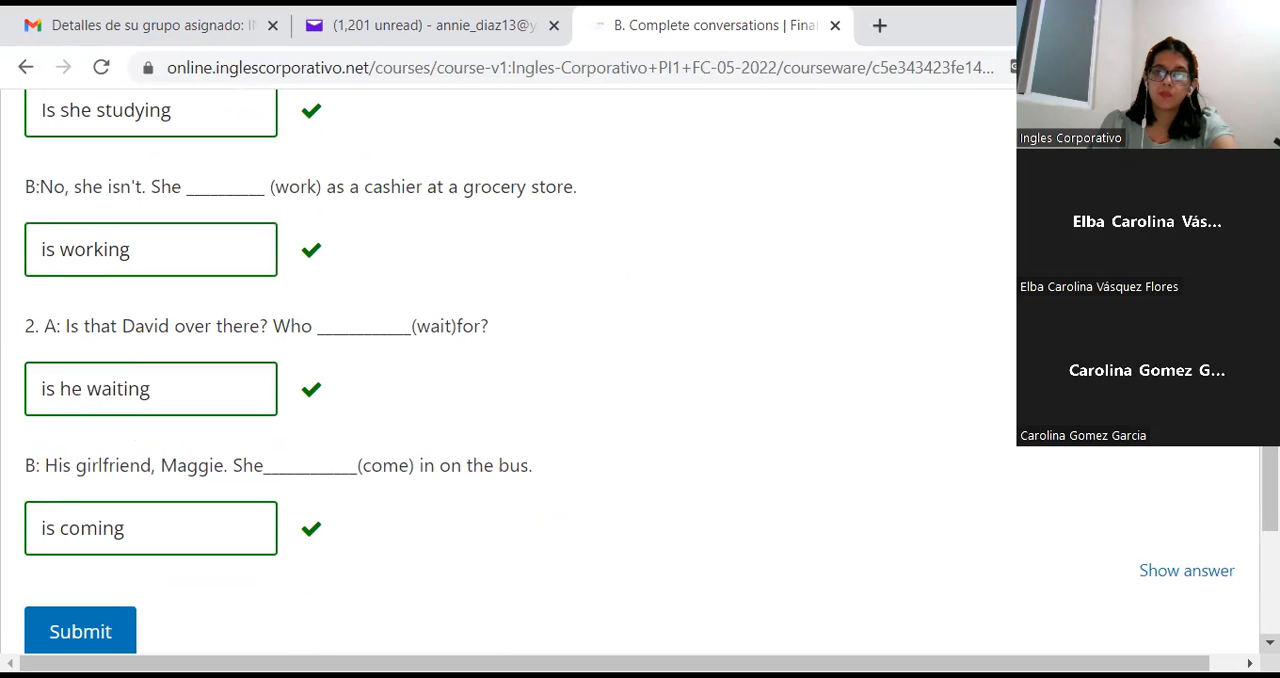 Detalles de su grupo asignado: I
(1,201 unread) - annie_diaz13@y
B. Complete conversations | Fina
online.inglescorporativo.net/courses/course-v1:Ingles-Corporativo+PI1+FC-05-2022/courseware/c5e343423fe14...
Is she studying
B:No, she isn't. She _________ (work) as a cashier at a grocery store.
is working
2. A: Is that David over there? Who ___________(wait)for?
is he waiting
B: His girlfriend, Maggie. She___________(come) in on the bus.
is coming
Show answer
Submit
Ingles Corporativo
Elba Carolina Vás...
Elba Carolina Vásquez Flores
Carolina Gomez G...
Carolina Gomez Garcia